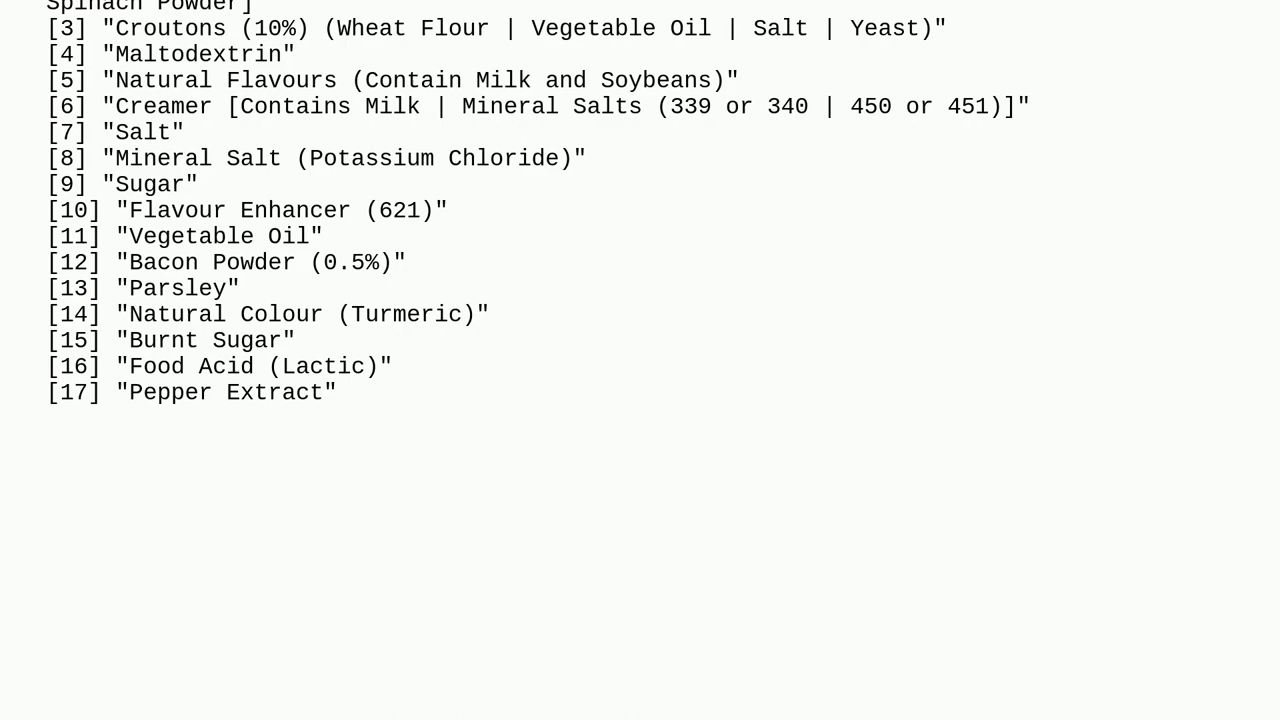 Spinach Powder]
[3] "Croutons (10%) (Wheat Flour | Vegetable Oil | Salt | Yeast)"
[4] "Maltodextrin"
[5] "Natural Flavours (Contain Milk and Soybeans)"
[6] "Creamer [Contains Milk | Mineral Salts (339 or 340 | 450 or 451)]"
[7] "Salt"
[8] "Mineral Salt (Potassium Chloride)"
[9] "Sugar"
[10] "Flavour Enhancer (621)"
[11] "Vegetable Oil"
[12] "Bacon Powder (0.5%)"
[13] "Parsley"
[14] "Natural Colour (Turmeric)"
[15] "Burnt Sugar"
[16] "Food Acid (Lactic)"
[17] "Pepper Extract"